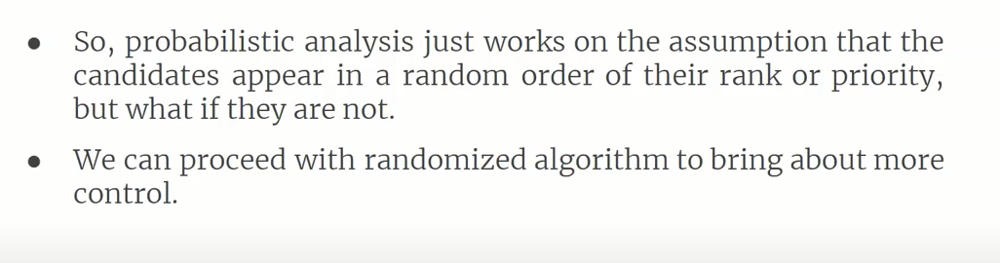 ● So, probabilistic analysis just works on the assumption that the
candidates appear in a random order of their rank or priority,
but what if they are not.
● We can proceed with randomized algorithm to bring about more
control.